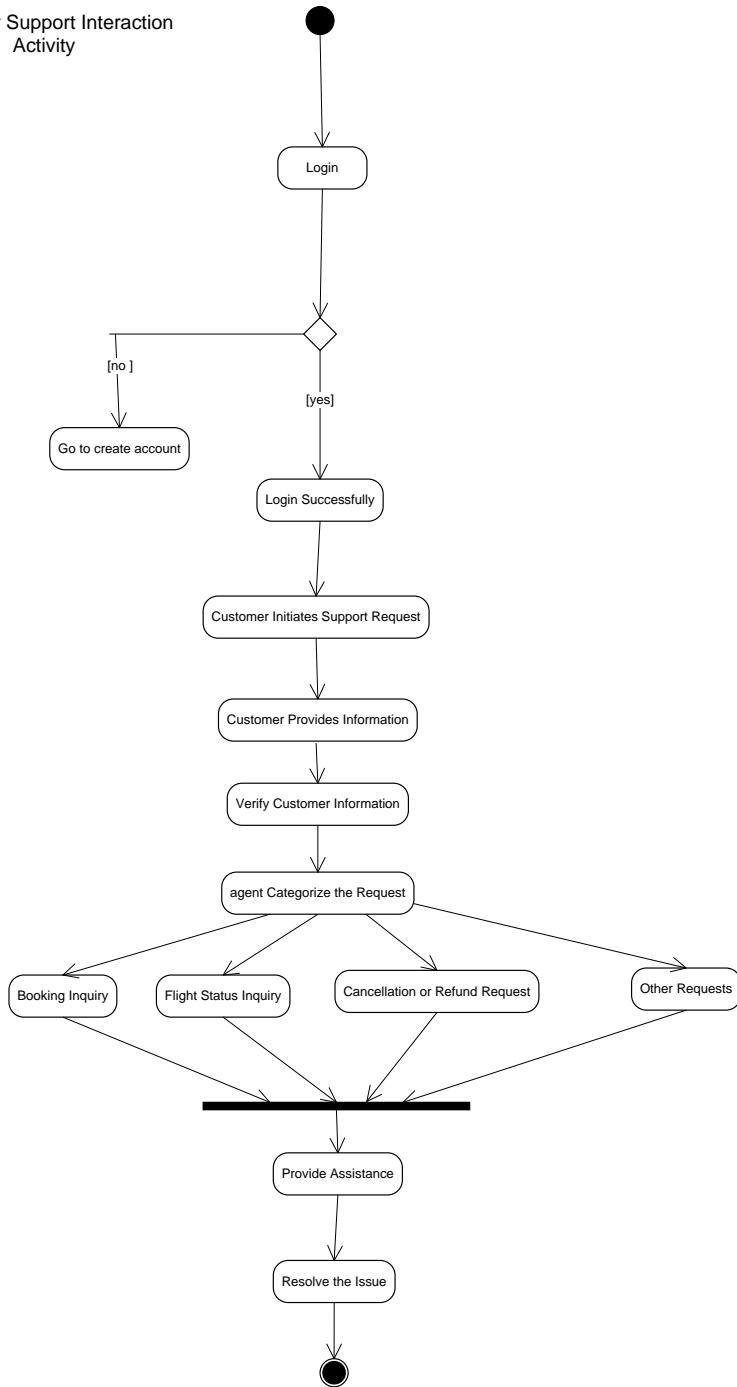 Support Interaction
Activity
Login
[no ]
[yes]
Go to create account
Login Successfully
Customer Initiates Support Request
Customer Provides Information
Verify Customer Information
agent Categorize the Request
Booking Inquiry
Flight Status Inquiry
Cancellation or Refund Request
Other Requests
Provide Assistance
Resolve the Issue